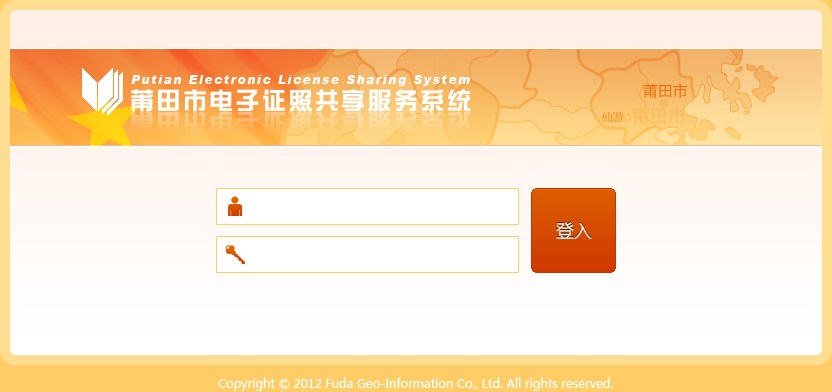 Putian Electronic License Sharing System
莆田市电子证照共享服务系统
莆田市
仙游
莆田市
登入
Copyright © 2012 Fuda Geo-Information Co., Ltd. All rights reserved.